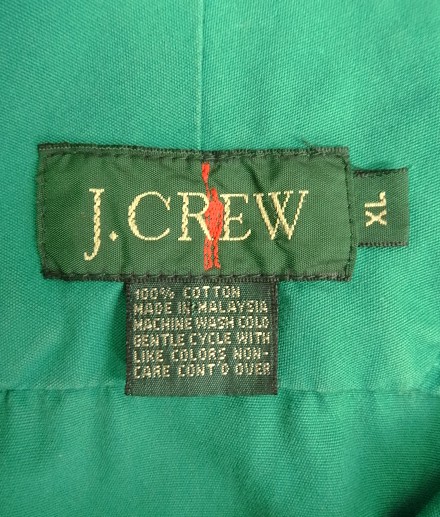 J.CREW
XL
100% COTTON
MADE IN MALAYSIA
MACHINE WASH COLD
GENTLE CYCLE WITH
LIKE COLORS NON-
CARE CONT'D OVER